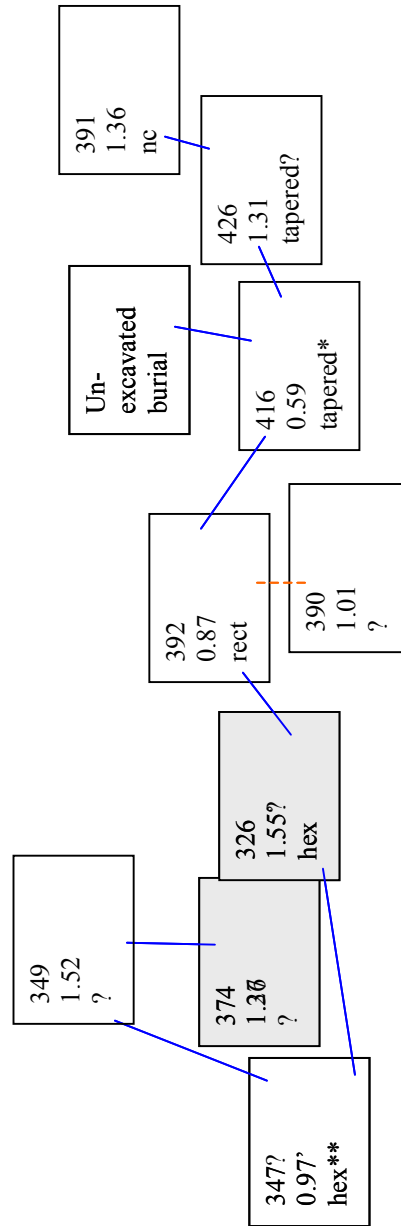 349
1.52
?
Un-
excavated
burial
391
1.36
nc
392
0.87
rect
374
?
426
1.31
tapered?
326
1.55?
hex
416
0.59
tapered*
347?
0.97’
hex**
390
1.01
?